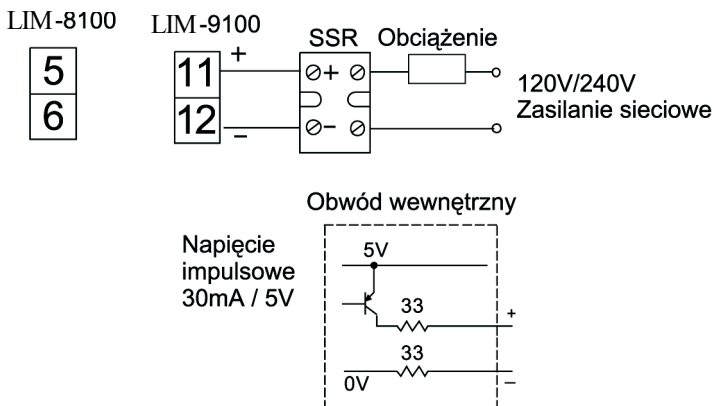 LIM-8100
LIM-9100
SSR
Obciążenie
5
6
11
12
+
−
+
−
120V/240V
Zasilanie sieciowe
Obwód wewnętrzny
Napięcie
impulsowe
30mA / 5V
5V
33
+
33
0V
−